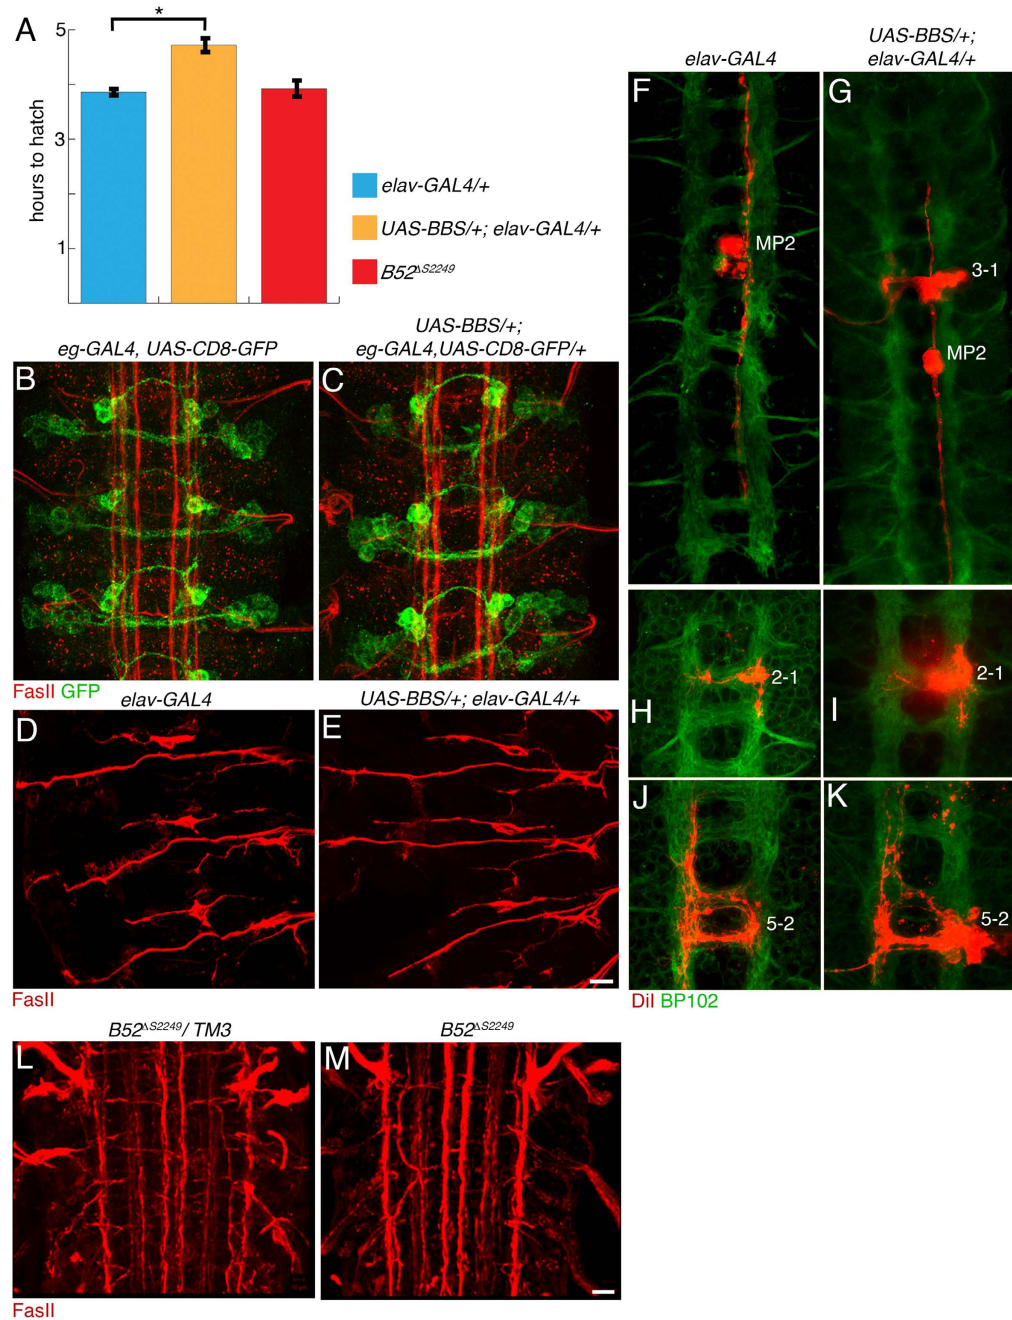 A
5
3
1
hours to hatch
*
elav-GAL4/+
UAS-BBS/+; elav-GAL4/+
B52ΔS2249
eg-GAL4, UAS-CD8-GFP
UAS-BBS/+;
eg-GAL4,UAS-CD8-GFP/+
B
C
FasII GFP
elav-GAL4
UAS-BBS/+; elav-GAL4/+
D
E
FasII
elav-GAL4
UAS-BBS/+;
elav-GAL4/+
F
MP2
G
3-1
MP2
H
2-1
I
2-1
J
5-2
K
5-2
DiI BP102
B52ΔS2249/ TM3
B52ΔS2249
L
M
FasII